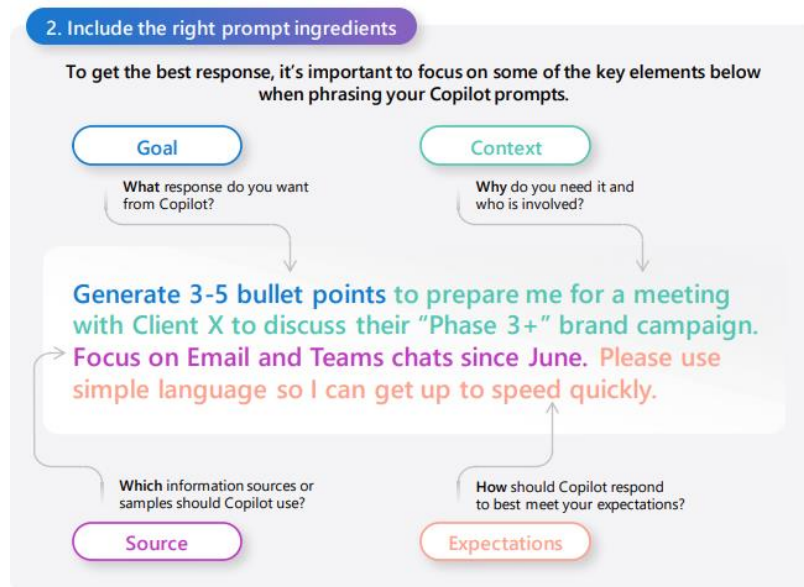 2. Include the right prompt ingredients
To get the best response, it's important to focus on some of the key elements below
when phrasing your Copilot prompts.
Goal
What response do you want
from Copilot?
Context
Why do you need it and
who is involved?
Generate 3-5 bullet points to prepare me for a meeting
with Client X to discuss their “Phase 3+” brand campaign.
Focus on Email and Teams chats since June. Please use
simple language so I can get up to speed quickly.
Which information sources or
samples should Copilot use?
Source
How should Copilot respond
to best meet your expectations?
Expectations